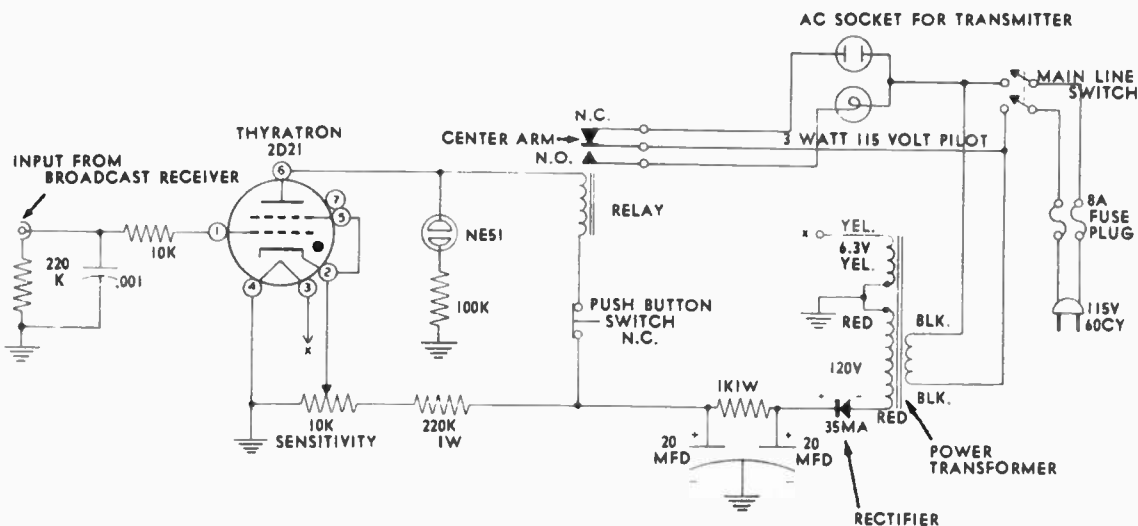 AC SOCKET FOR TRANSMITTER
MAIN LINE
SWITCH
N.C.
CENTER ARM
N.O.
3 WATT 115 VOLT PILOT
THYRATRON
2D21
6
7
5
1
2
4
3
INPUT FROM
BROADCAST RECEIVER
10K
220
K
.001
x
NE51
100K
RELAY
PUSH BUTTON
SWITCH
N.C.
x
YEL.
6.3V
YEL.
RED
120V
RED
BLK.
BLK.
8A
FUSE
PLUG
115V
60CY
10K
SENSITIVITY
220K
1W
1K1W
+
-
35MA
+
20
MFD
-
+
20
MFD
-
POWER
TRANSFORMER
RECTIFIER